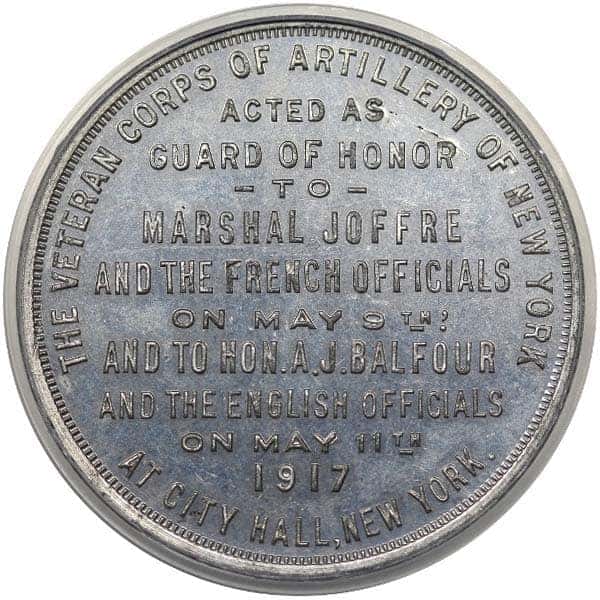 THE VETERAN CORPS OF ARTILLERY OF NEW YORK
ACTED AS
GUARD OF HONOR
- TO -
MARSHAL JOFFRE
AND THE FRENCH OFFICIALS
ON MAY 9TH:
AND TO HON. A. J. BALFOUR
AND THE ENGLISH OFFICIALS
ON MAY 11TH
1917
AT CITY HALL, NEW YORK.